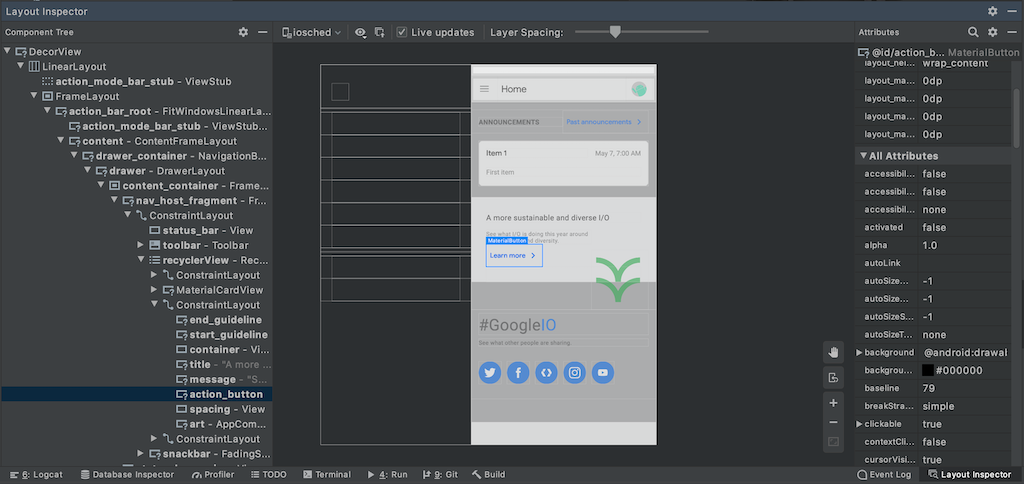 Layout Inspector
Component Tree
DecorView
LinearLayout
action_mode_bar_stub - ViewStub
FrameLayout
action_bar_root - FitWindowsLinearLa...
action_mode_bar_stub - ViewStub...
content - ContentFrameLayout
drawer_container - NavigationB...
drawer - DrawerLayout
content_container - Frame...
nav_host_fragment - Fr...
ConstraintLayout
status_bar - View
toolbar - Toolbar
recyclerView - Rec...
ConstraintLayout
MaterialCardView
ConstraintLayout
end_guideline
start_guideline
container - Vi...
title - "A more ...
message - "S...
action_button
spacing - View
art - AppCom...
ConstraintLayout
snackbar - FadingS...
iosched
Live updates
Layer Spacing:
Home
ANNOUNCEMENTS
Past announcements
Item 1
May 7, 7:00 AM
First item
A more sustainable and diverse I/O
See what I/O is doing this year around
MaterialButton
diversity.
Learn more
#GoogleIO
See what other people are sharing.
Attributes
@id/action_b... MaterialButton
layout_hei... wrap_content
layout_ma... 0dp
layout_ma... 0dp
layout_ma... 0dp
layout_ma... 0dp
All Attributes
accessibil... false
accessibil... false
accessibil... none
activated false
alpha 1.0
autoLink
autoSize... -1
autoSize... -1
autoSizeS... -1
autoSizeT... none
background @android:drawal
backgrou... #000000
baseline 79
breakStra... simple
clickable true
contextCli... false
cursorVisi... true
6: Logcat
Database Inspector
Profiler
TODO
Terminal
4: Run
9: Git
Build
Event Log
Layout Inspector